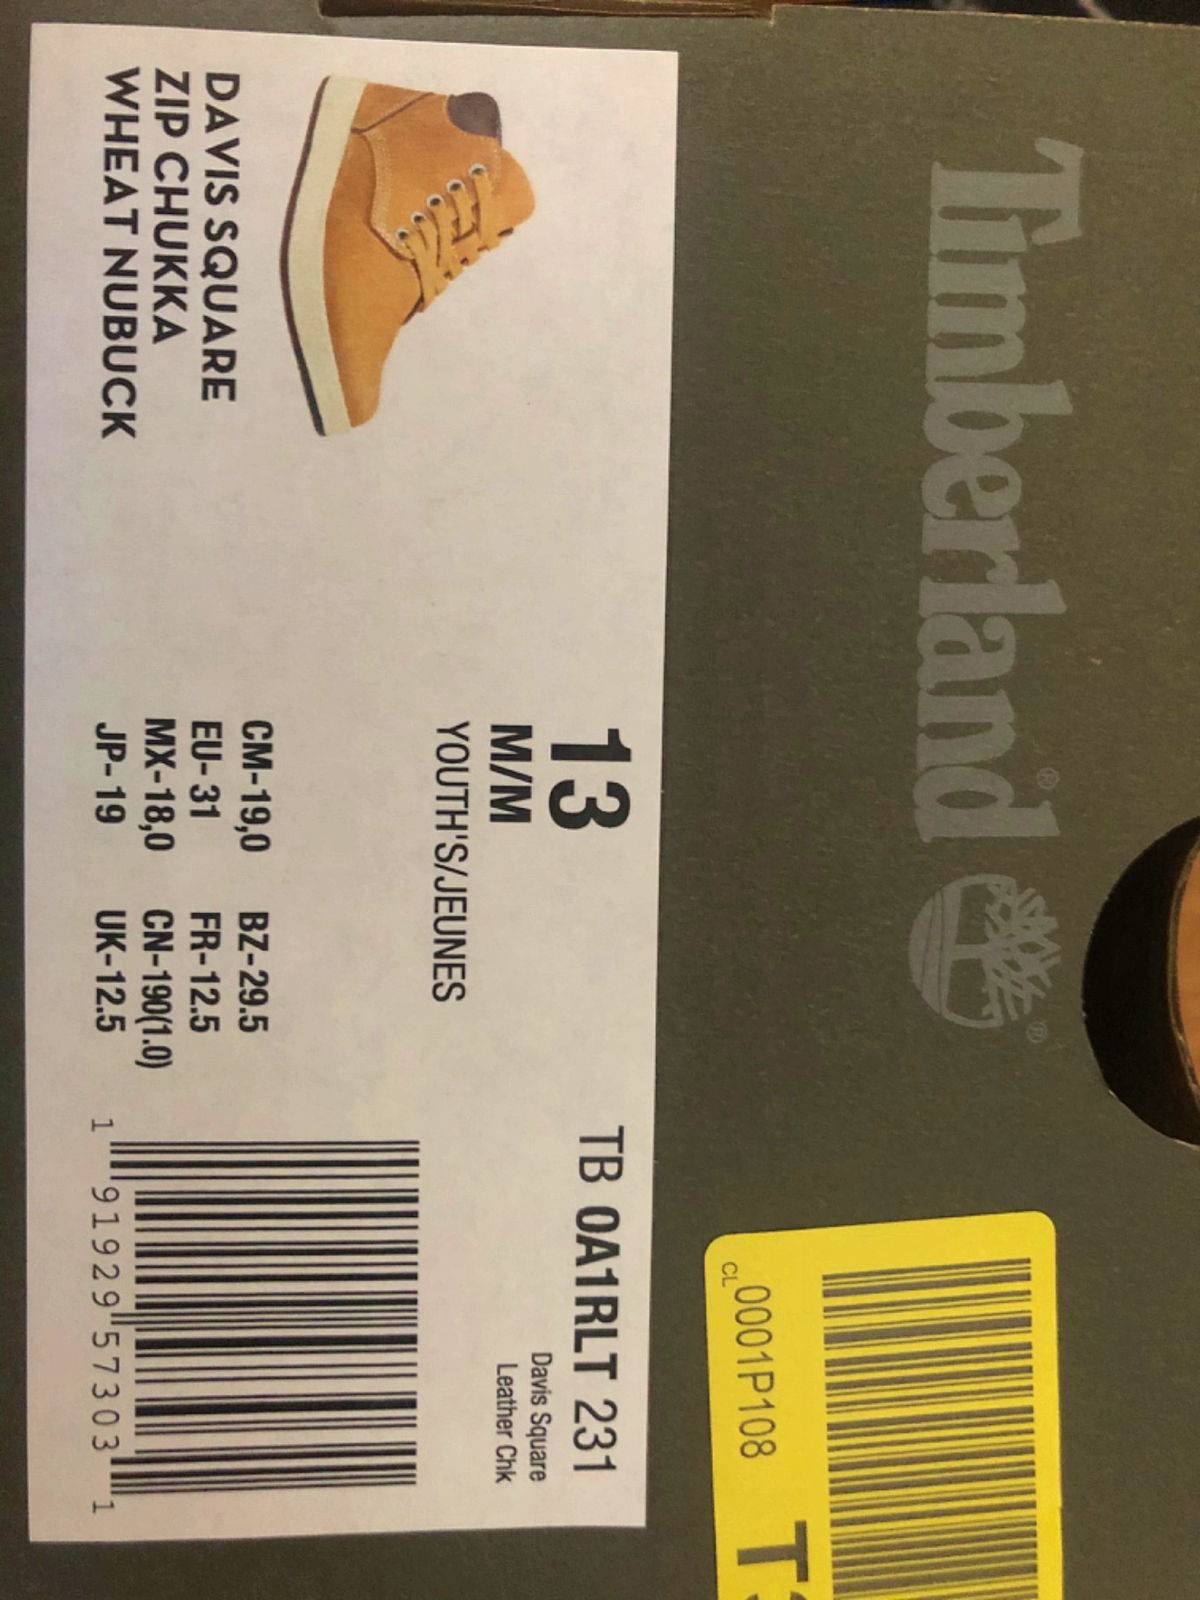 Timberland®
®
13
M/M
YOUTH'S/JEUNES
TB 0A1RLT 231
Davis Square
Leather Chk
DAVIS SQUARE
ZIP CHUKKA
WHEAT NUBUCK
CM-19,0 BZ-29.5
EU-31 FR-12.5
MX-18,0 CN-190(1.0)
JP-19 UK-12.5
1 91929 57303 1
CL0001P108